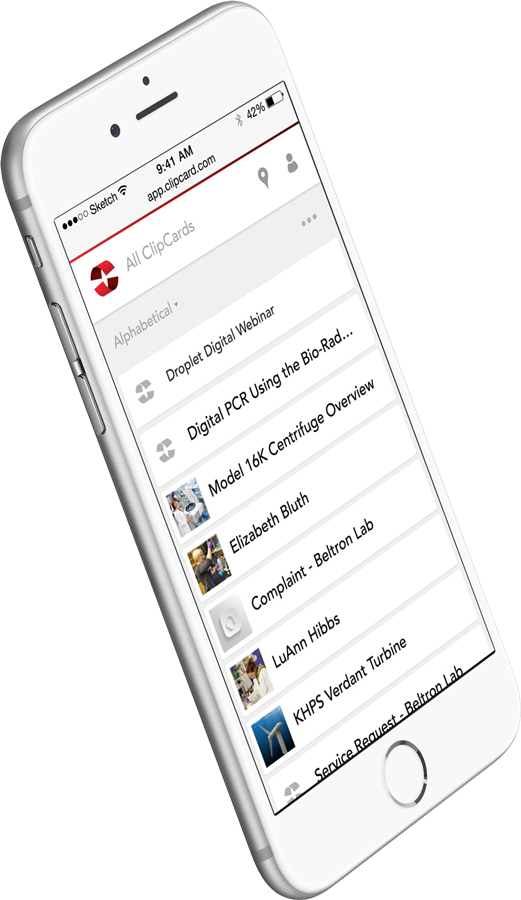 Sketch 9:41 AM 42%
app.clipcard.com
All ClipCards
Alphabetical
Droplet Digital Webinar
Digital PCR Using the Bio-Rad...
Model 16K Centrifuge Overview
Elizabeth Bluth
Complaint - Beltron Lab
LuAnn Hibbs
KHPS Verdant Turbine
Service Request - Beltron Lab